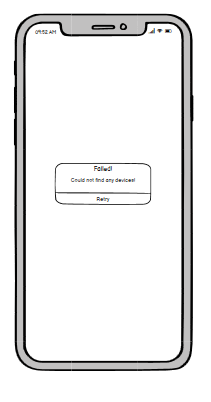 09:52 AM
Failed!
Could not find any devices!
Retry